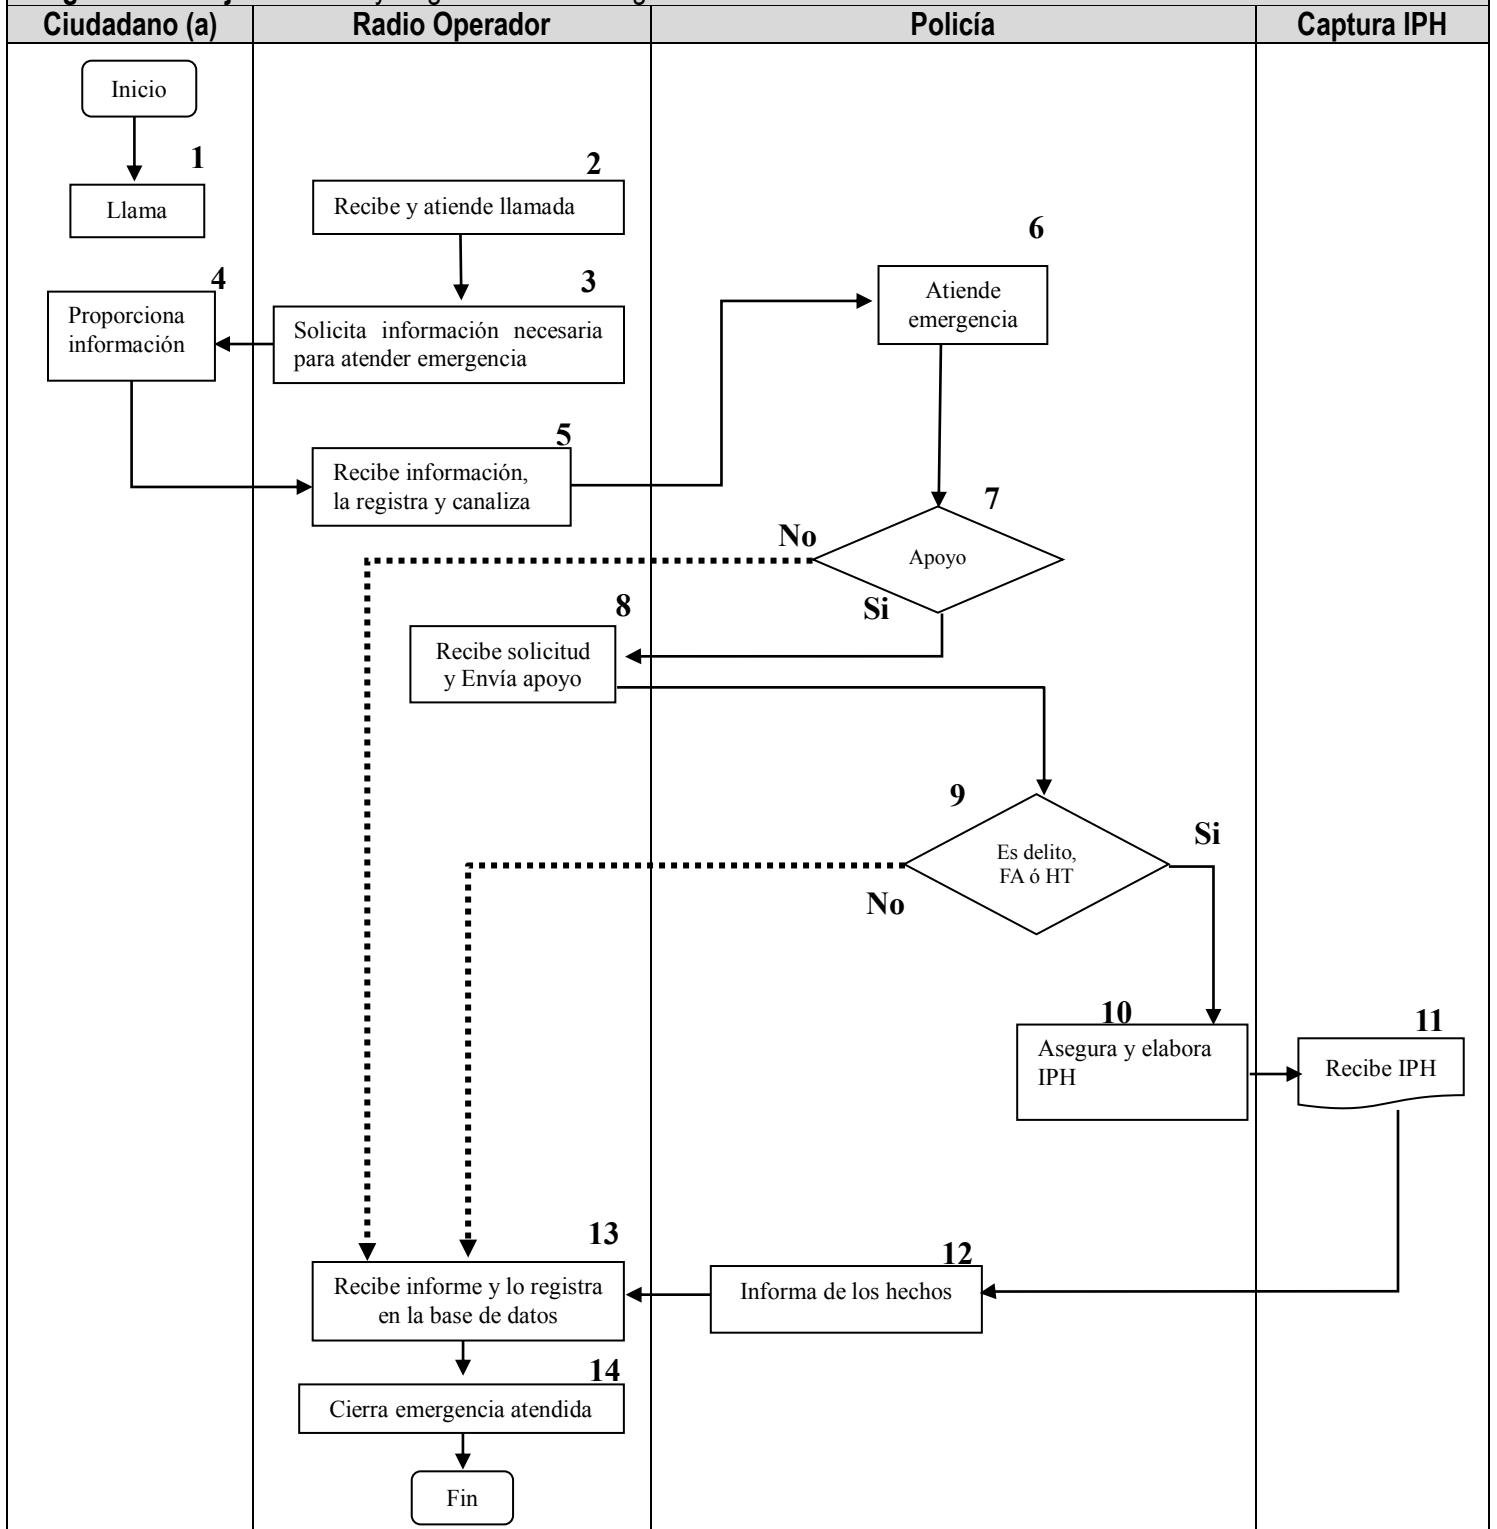 Ciudadano (a)
Radio Operador
Policía
Captura IPH
Inicio
1
Llama
2
Recibe y atiende llamada
3
Solicita información necesaria
para atender emergencia
4
Proporciona
información
5
Recibe información,
la registra y canaliza
6
Atiende
emergencia
7
Apoyo
No
Si
8
Recibe solicitud
y Envía apoyo
9
Es delito,
FA ó HT
Si
No
10
Asegura y elabora
IPH
11
Recibe IPH
12
Informa de los hechos
13
Recibe informe y lo registra
en la base de datos
14
Cierra emergencia atendida
Fin